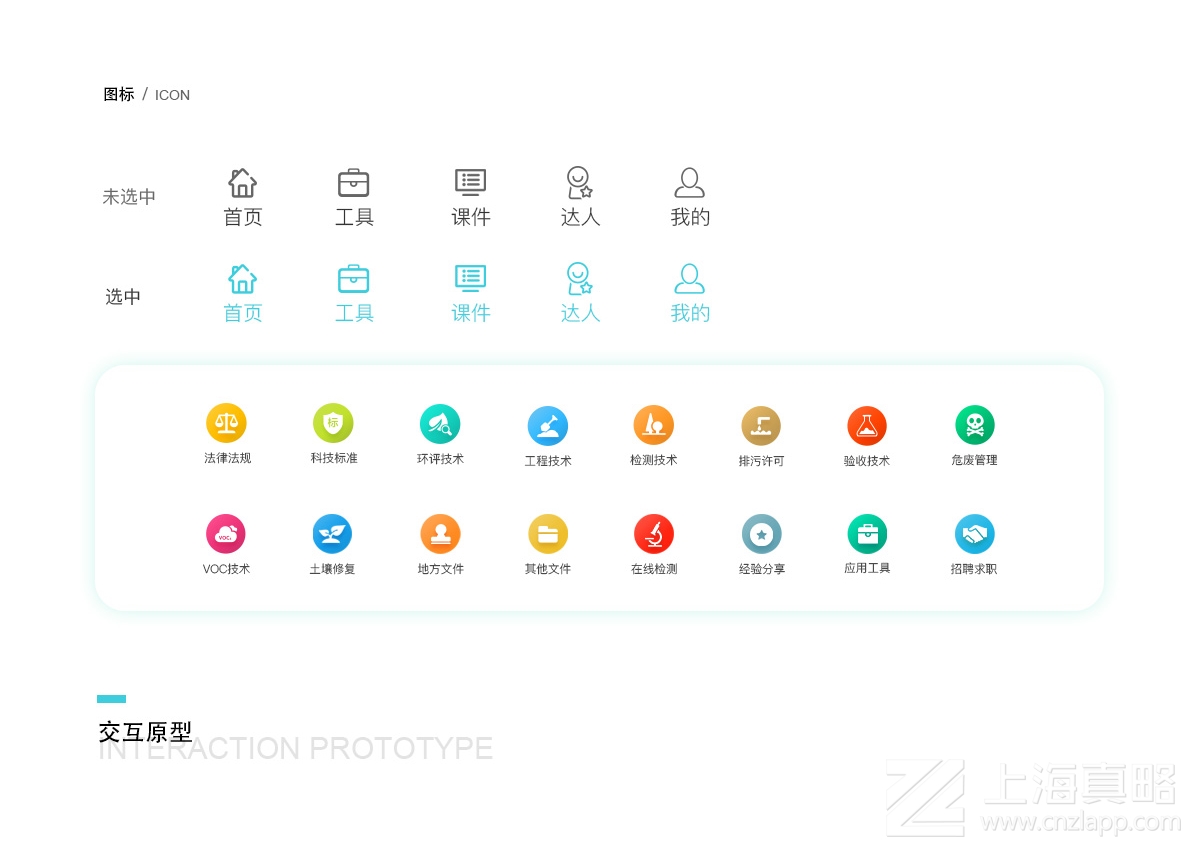 图标 / ICON
未选中
首页 工具 课件 达人 我的
选中
首页 工具 课件 达人 我的
标
法律法规 科技标准 环评技术 工程技术 检测技术 排污许可 验收技术 危废管理
VOC.
VOC技术 土壤修复 地方文件 其他文件 在线检测 经验分享 应用工具 招聘求职
交互原型
INTERACTION PROTOTYPE
上海真略
www.cnzlapp.com